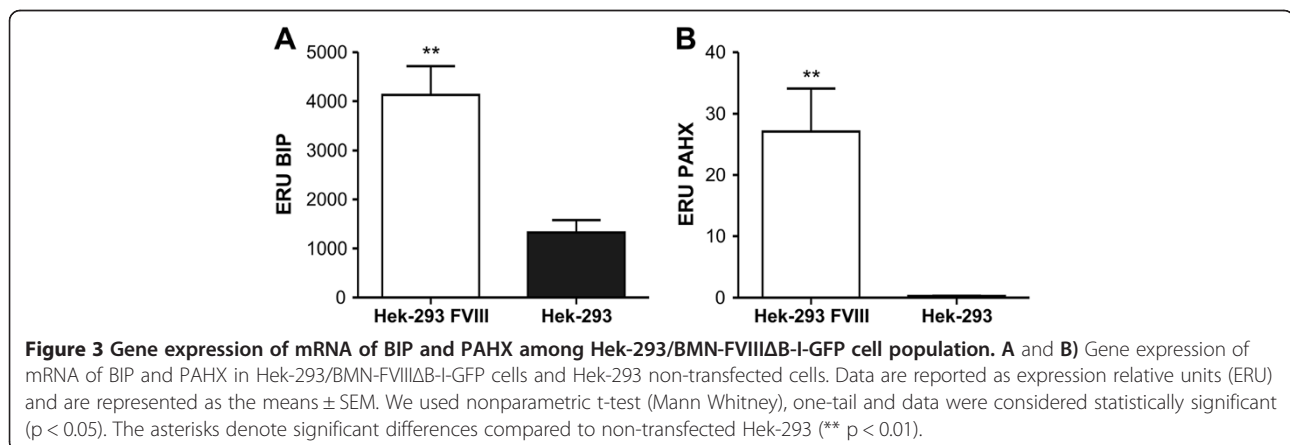 A
**
5000
4000
3000
2000
1000
0
ERU BIP
Hek-293 FVIII
Hek-293
B
**
40
30
20
10
0
ERU PAHX
Hek-293 FVIII
Hek-293
Figure 3 Gene expression of mRNA of BIP and PAHX among Hek-293/BMN-FVIIIΔB-I-GFP cell population. A and B) Gene expression of
mRNA of BIP and PAHX in Hek-293/BMN-FVIIIΔB-I-GFP cells and Hek-293 non-transfected cells. Data are reported as expression relative units (ERU)
and are represented as the means ± SEM. We used nonparametric t-test (Mann Whitney), one-tail and data were considered statistically significant
(p < 0.05). The asterisks denote significant differences compared to non-transfected Hek-293 (** p < 0.01).